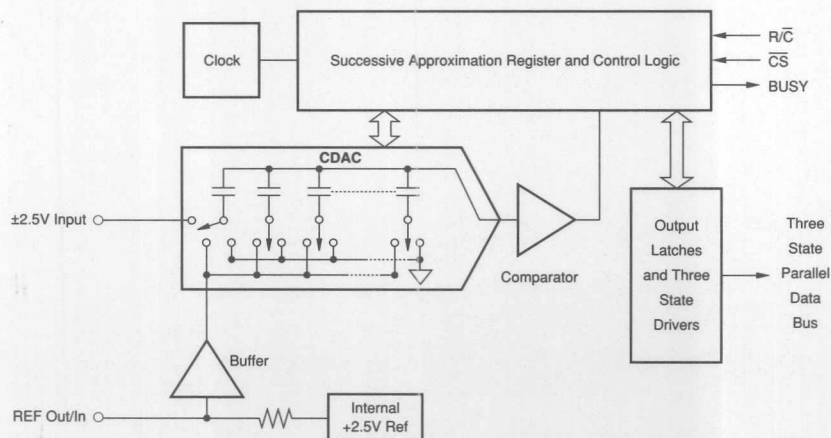 Clock
Successive Approximation Register and Control Logic
R/C̅
C̅S̅
BUSY
CDAC
±2.5V Input
Comparator
Output
Latches
and Three
State
Drivers
Three
State
Parallel
Data
Bus
Buffer
REF Out/In
Internal
+2.5V Ref